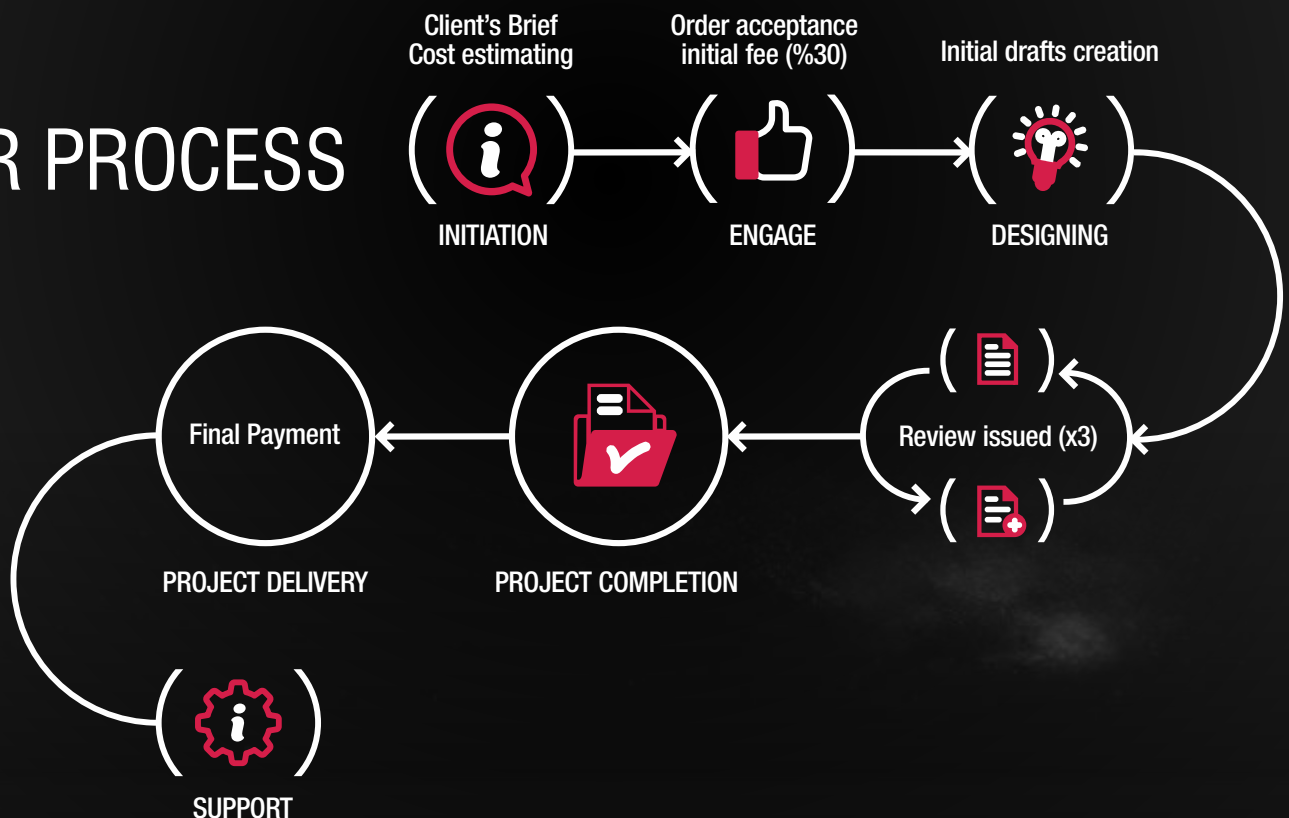 Client's Brief
Cost estimating
Order acceptance
initial fee (%30)
Initial drafts creation
R PROCESS
INITIATION
ENGAGE
DESIGNING
Final Payment
Review issued (x3)
PROJECT DELIVERY
PROJECT COMPLETION
SUPPORT